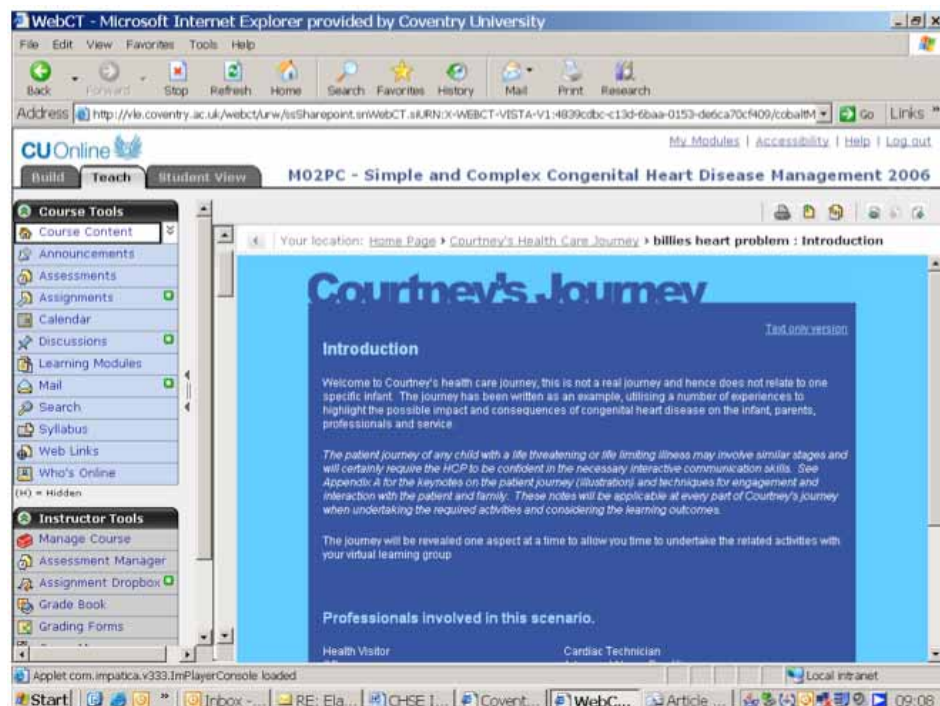 WebCT - Microsoft Internet Explorer provided by Coventry University
File Edit View Favorites Tools Help
Back Forward Stop Refresh Home Search Favorites History Mail Print Research
Address http://vle.coventry.ac.uk/webct/urw/ssSharepoint.snWebCT.siURN:X-WEBCT-VISTA-V1:4839cdbc-c13d-6baa-0153-de6ca70cf409/cobaltM Go Links »
CUOnline
My Modules | Accessibility | Help | Log out
Build Teach Student View M02PC - Simple and Complex Congenital Heart Disease Management 2006
Course Tools
Course Content
Announcements
Assessments
Assignments
Calendar
Discussions
Learning Modules
Mail
Search
Syllabus
Web Links
Who's Online
(H) = Hidden
Instructor Tools
Manage Course
Assessment Manager
Assignment Dropbox
Grade Book
Grading Forms
Your location: Home Page › Courtney's Health Care Journey › billies heart problem : Introduction
Courtney's Journey
Text only version
Introduction
Welcome to Courtney's health care journey, this is not a real journey and hence does not relate to one
specific infant. The journey has been written as an example, utilising a number of experiences to
highlight the possible impact and consequences of congenital heart disease on the infant, parents,
professionals and service
The patient journey of any child with a life threatening or life limiting illness may involve similar stages and
will certainly require the HCP to be confident in the necessary interactive communication skills. See
Appendix A for the keynotes on the patient journey (illustration) and techniques for engagement and
interaction with the patient and family. These notes will be applicable at every part of Courtney's journey
when undertaking the required activities and considering the learning outcomes.
The journey will be revealed one aspect at a time to allow you time to undertake the related activities with
your virtual learning group
Professionals involved in this scenario.
Health Visitor Cardiac Technician
Applet com.impatica.v333.ImPlayerConsole loaded Local intranet
Start » Inbox -... RE: Ela... CHSE I... Covent... WebC... Article ... 09:08